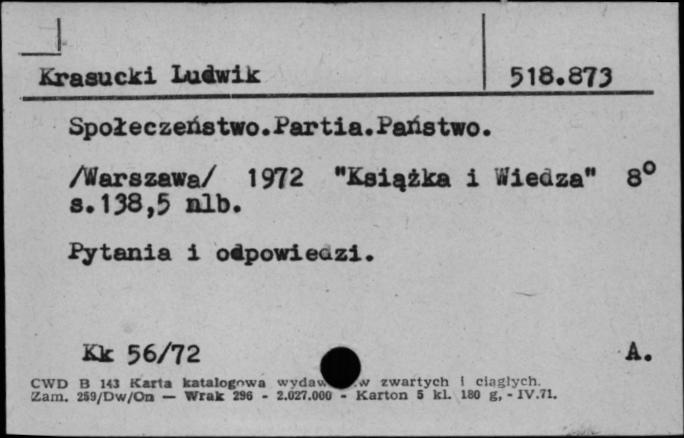 Krasucki Ludwik 518.873
Społeczeństwo.Partia.Państwo.
/Warszawa/ 1972 "Książka i Wiedza" 8°
s.138,5 nlb.
Pytania i odpowiedzi.
Kk 56/72 A.
CWD B 143 Karta katalogowa zwartych i ciągłych.
Zam. 259/Dw/On — Wrak 296 - 2.027.000 - Karton 5 kl. 180 g, - IV.71.